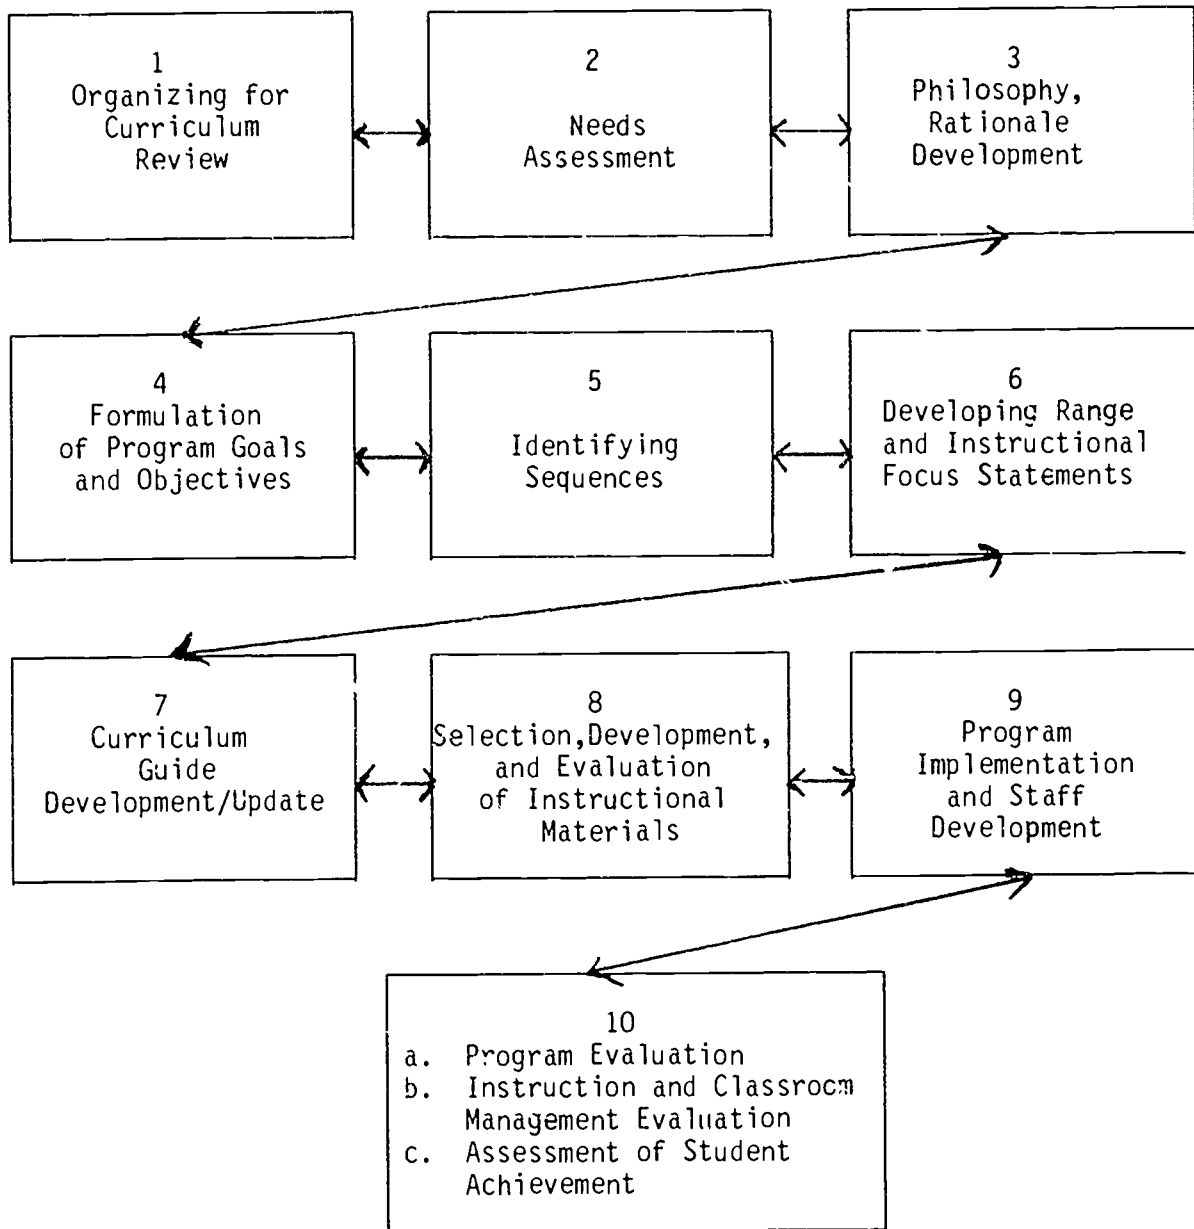 1
Organizing for
Curriculum
Review
2
Needs
Assessment
3
Philosophy,
Rationale
Development
4
Formulation
of Program Goals
and Objectives
5
Identifying
Sequences
6
Developing Range
and Instructional
Focus Statements
7
Curriculum
Guide
Development/Update
8
Selection,Development,
and Evaluation
of Instructional
Materials
9
Program
Implementation
and Staff
Development
10
a. Program Evaluation
b. Instruction and Classroom
Management Evaluation
c. Assessment of Student
Achievement